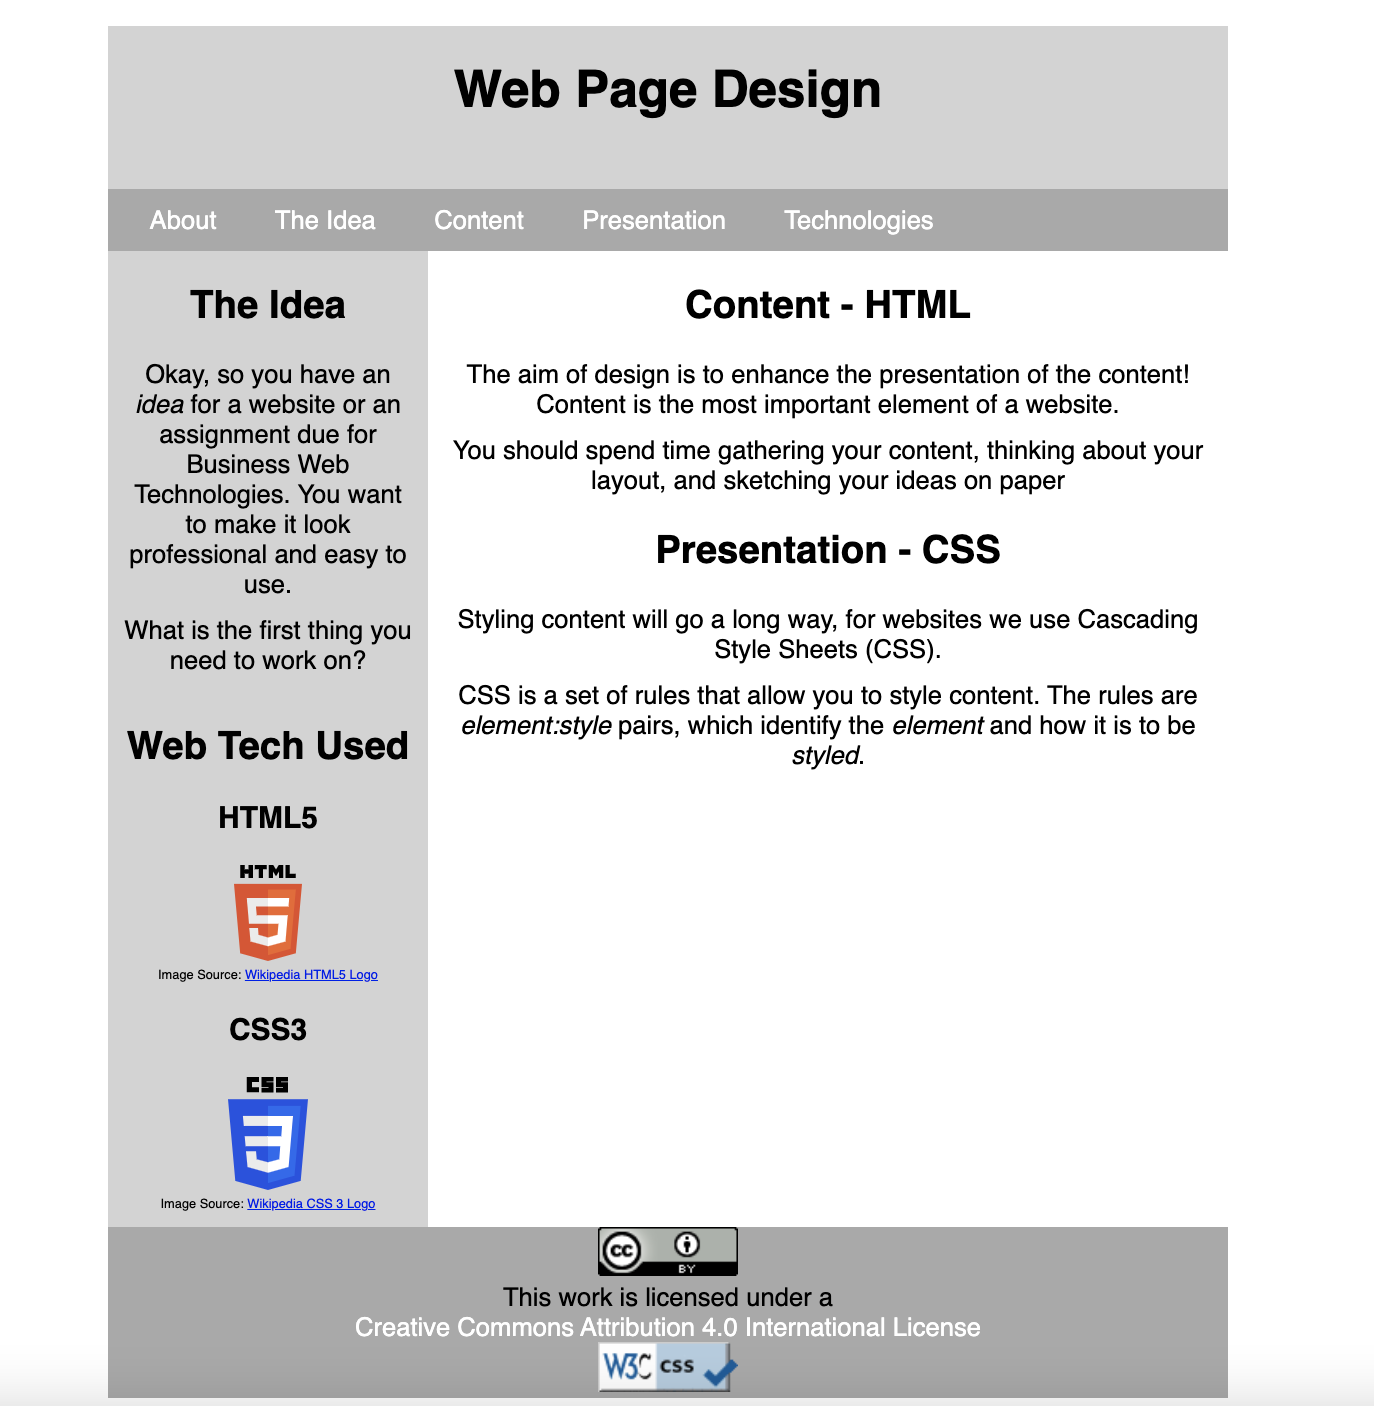 Web Page Design
About The Idea Content Presentation Technologies
The Idea
Okay, so you have an
idea for a website or an
assignment due for
Business Web
Technologies. You want
to make it look
professional and easy to
use.
What is the first thing you
need to work on?
Web Tech Used
HTML5
HTML
5
Image Source: Wikipedia HTML5 Logo
CSS3
CSS
3
Image Source: Wikipedia CSS 3 Logo
Content - HTML
The aim of design is to enhance the presentation of the content!
Content is the most important element of a website.
You should spend time gathering your content, thinking about your
layout, and sketching your ideas on paper
Presentation - CSS
Styling content will go a long way, for websites we use Cascading
Style Sheets (CSS).
CSS is a set of rules that allow you to style content. The rules are
element:style pairs, which identify the element and how it is to be
styled.
cc BY
This work is licensed under a
Creative Commons Attribution 4.0 International License
W3C css